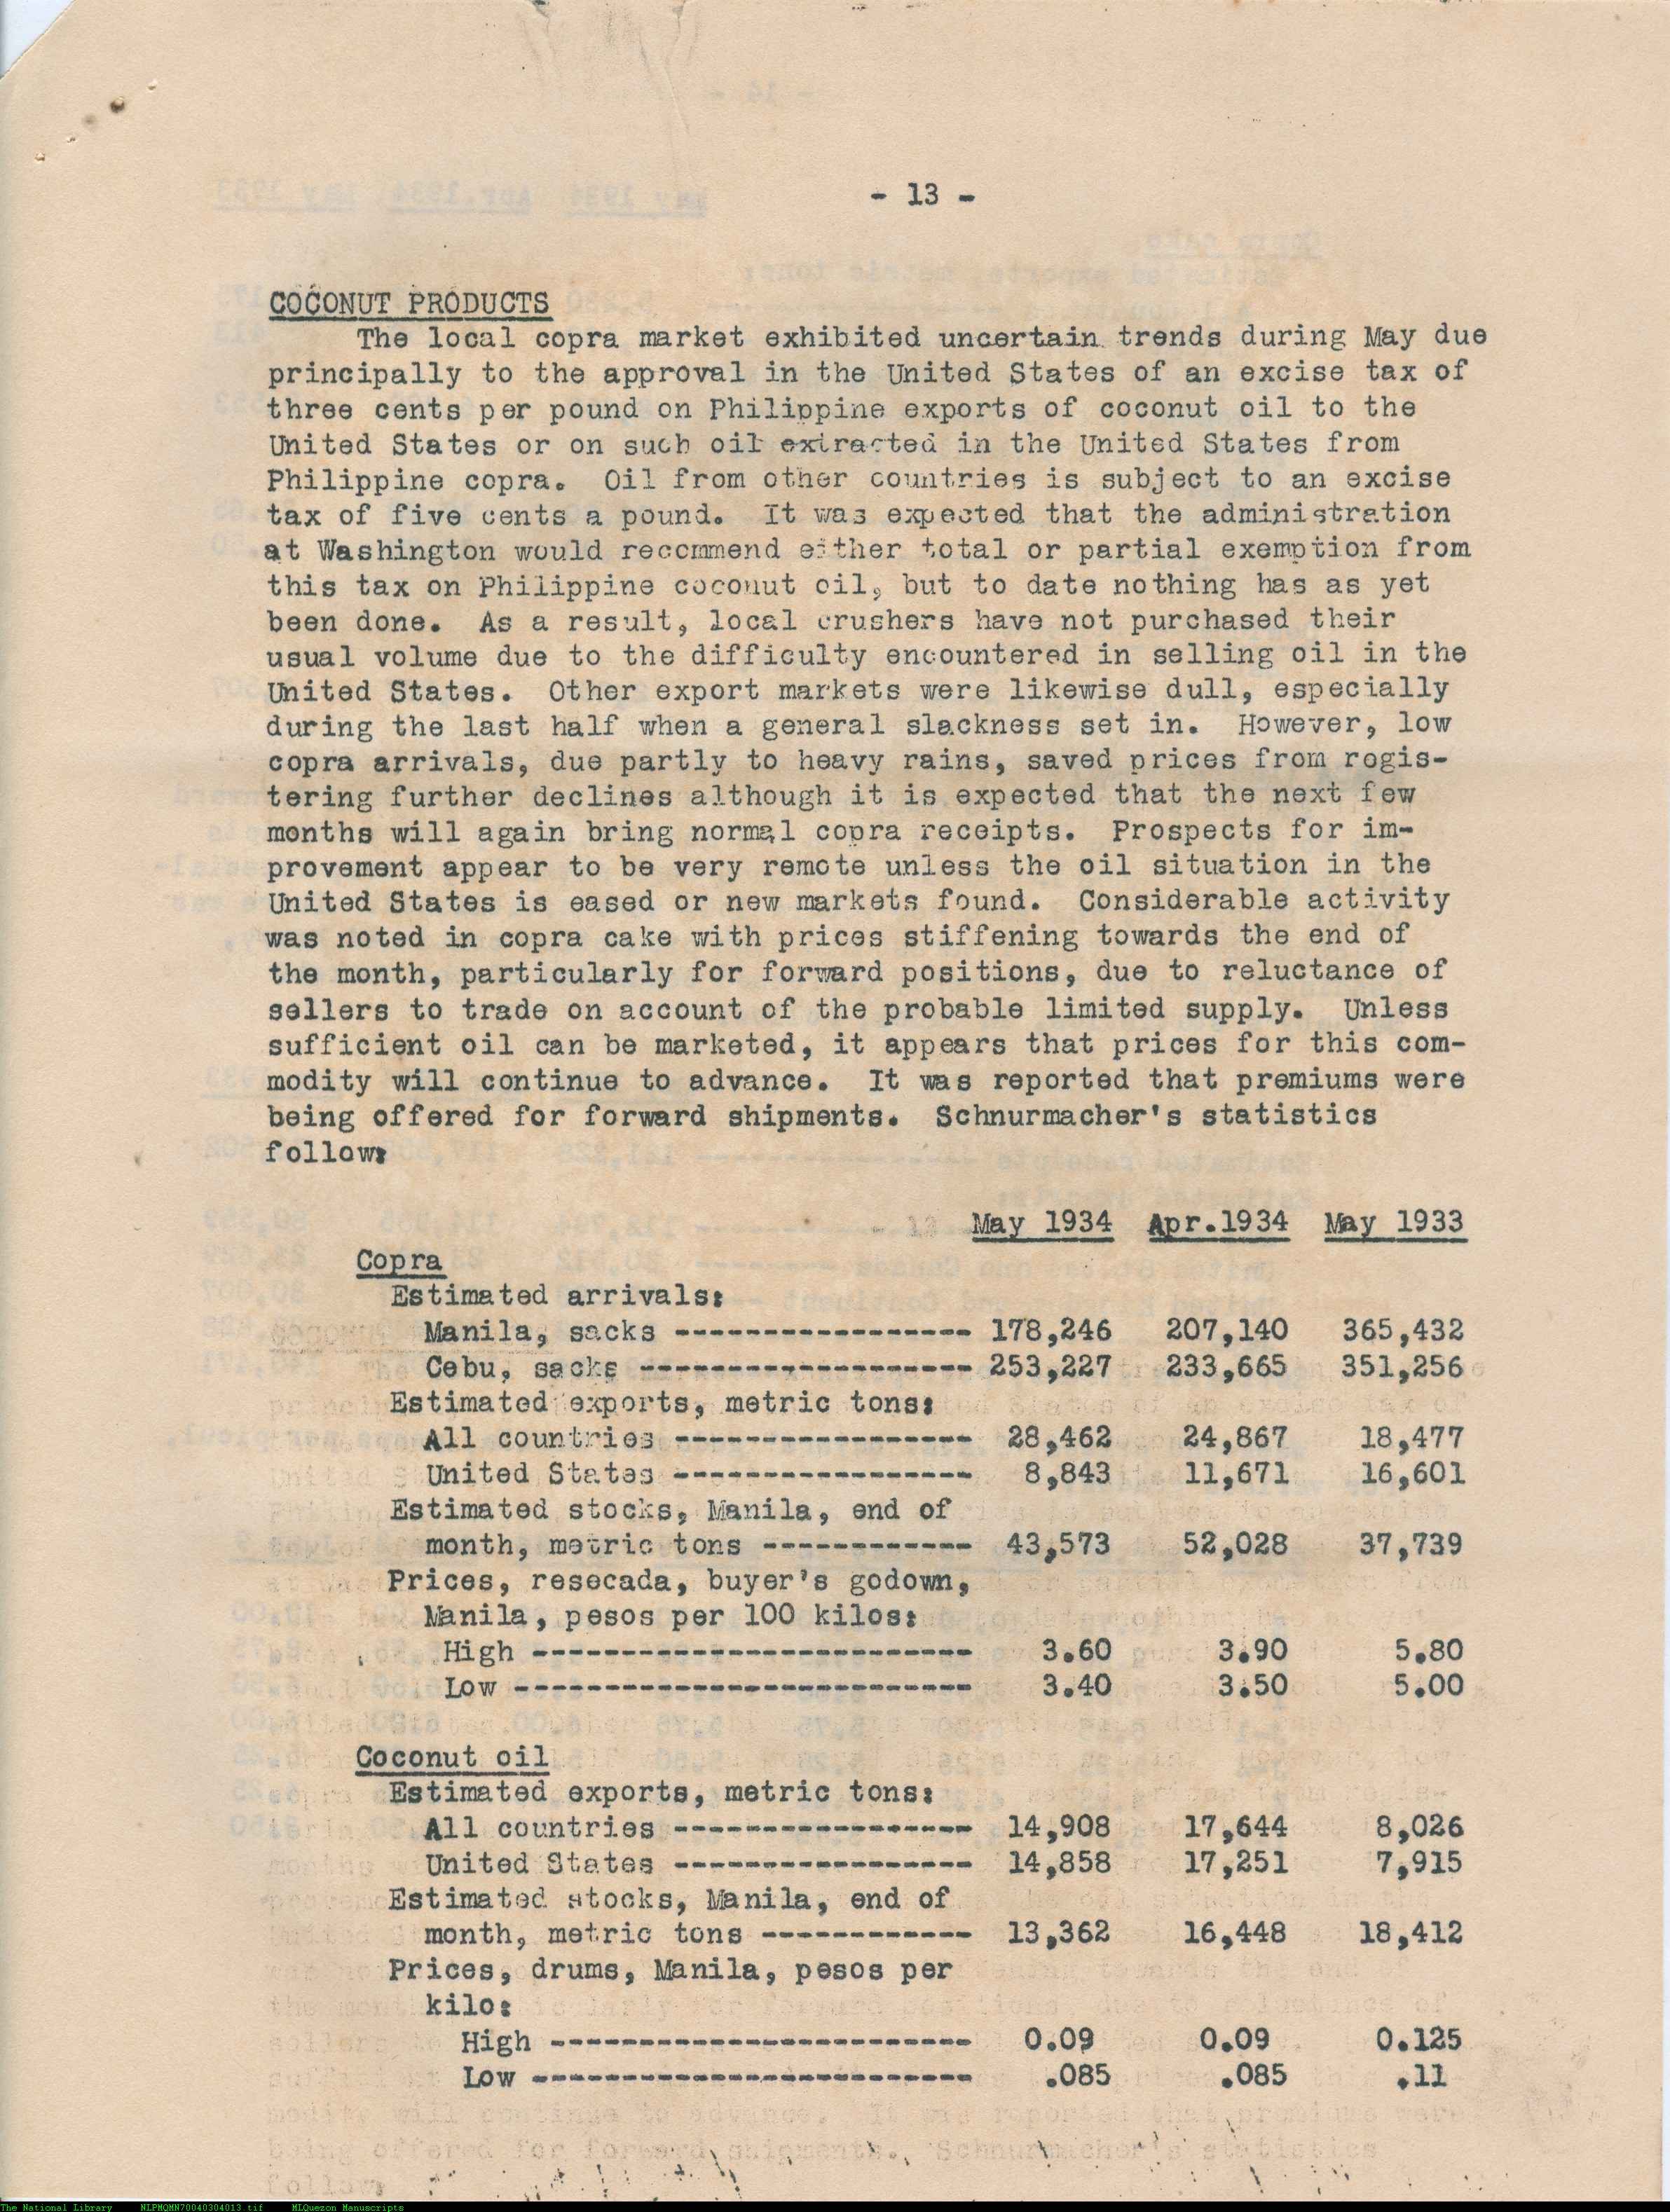 - 13 -
COCONUT PRODUCTS
The local copra market exhibited uncertain trends during May due
principally to the approval in the United States of an excise tax of
three cents per pound on Philippine exports of coconut oil to the
United States or on such oil extracted in the United States from
Philippine copra. Oil from other countries is subject to an excise
tax of five cents a pound. It was expected that the administration
at Washington would recommend either total or partial exemption from
this tax on Philippine coconut oil, but to date nothing has as yet
been done. As a result, local crushers have not purchased their
usual volume due to the difficulty encountered in selling oil in the
United States. Other export markets were likewise dull, especially
during the last half when a general slackness set in. However, low
copra arrivals, due partly to heavy rains, saved prices from rogis-
tering further declines although it is expected that the next few
months will again bring normal copra receipts. Prospects for im-
provement appear to be very remote unless the oil situation in the
United States is eased or new markets found. Considerable activity
was noted in copra cake with prices stiffening towards the end of
the month, particularly for forward positions, due to reluctance of
sellers to trade on account of the probable limited supply. Unless
sufficient oil can be marketed, it appears that prices for this com-
modity will continue to advance. It was reported that premiums were
being offered for forward shipments. Schnurmacher's statistics
follow:
May 1934 Apr.1934 May 1933
Copra
Estimated arrivals:
Manila, sacks ----------------- 178,246 207,140 365,432
Cebu, sacks ------------------- 253,227 233,665 351,256
Estimated exports, metric tons:
All countries ----------------- 28,462 24,867 18,477
United States ----------------- 8,843 11,671 16,601
Estimated stocks, Manila, end of
month, metric tons ------------ 43,573 52,028 37,739
Prices, resecada, buyer's godown,
Manila, pesos per 100 kilos:
High ------------------------- 3.60 3.90 5.80
Low -------------------------- 3.40 3.50 5.00
Coconut oil
Estimated exports, metric tons:
All countries ----------------- 14,908 17,644 8,026
United States ----------------- 14,858 17,251 7,915
Estimated stocks, Manila, end of
month, metric tons ------------ 13,362 16,448 18,412
Prices, drums, Manila, pesos per
kilo:
High ------------------------ 0.09 0.09 0.125
Low ------------------------- .085 .085 .11
The National Library NLPMQMN70040304013.tif MLQuezon Manuscripts